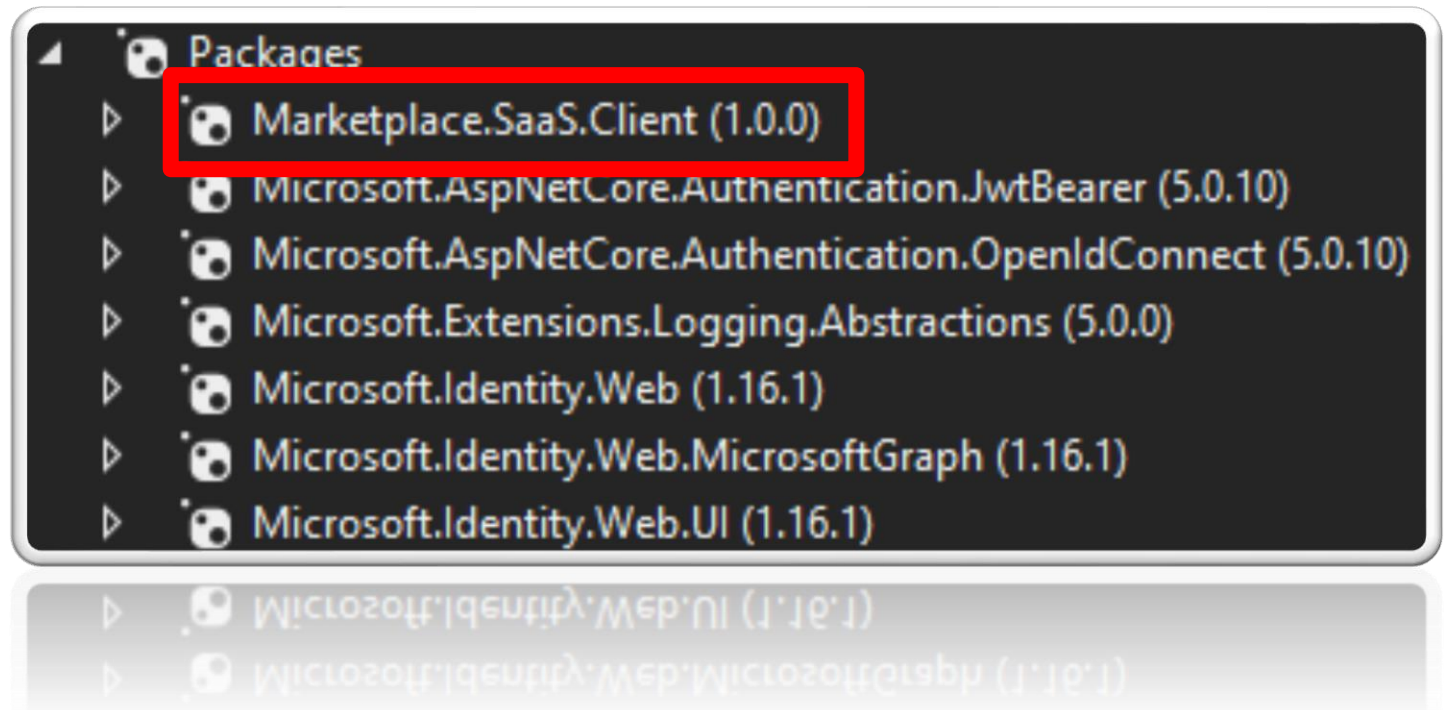 Packages
Marketplace.SaaS.Client (1.0.0)
Microsoft.AspNetCore.Authentication.JwtBearer (5.0.10)
Microsoft.AspNetCore.Authentication.OpenIdConnect (5.0.10)
Microsoft.Extensions.Logging.Abstractions (5.0.0)
Microsoft.Identity.Web (1.16.1)
Microsoft.Identity.Web.MicrosoftGraph (1.16.1)
Microsoft.Identity.Web.UI (1.16.1)